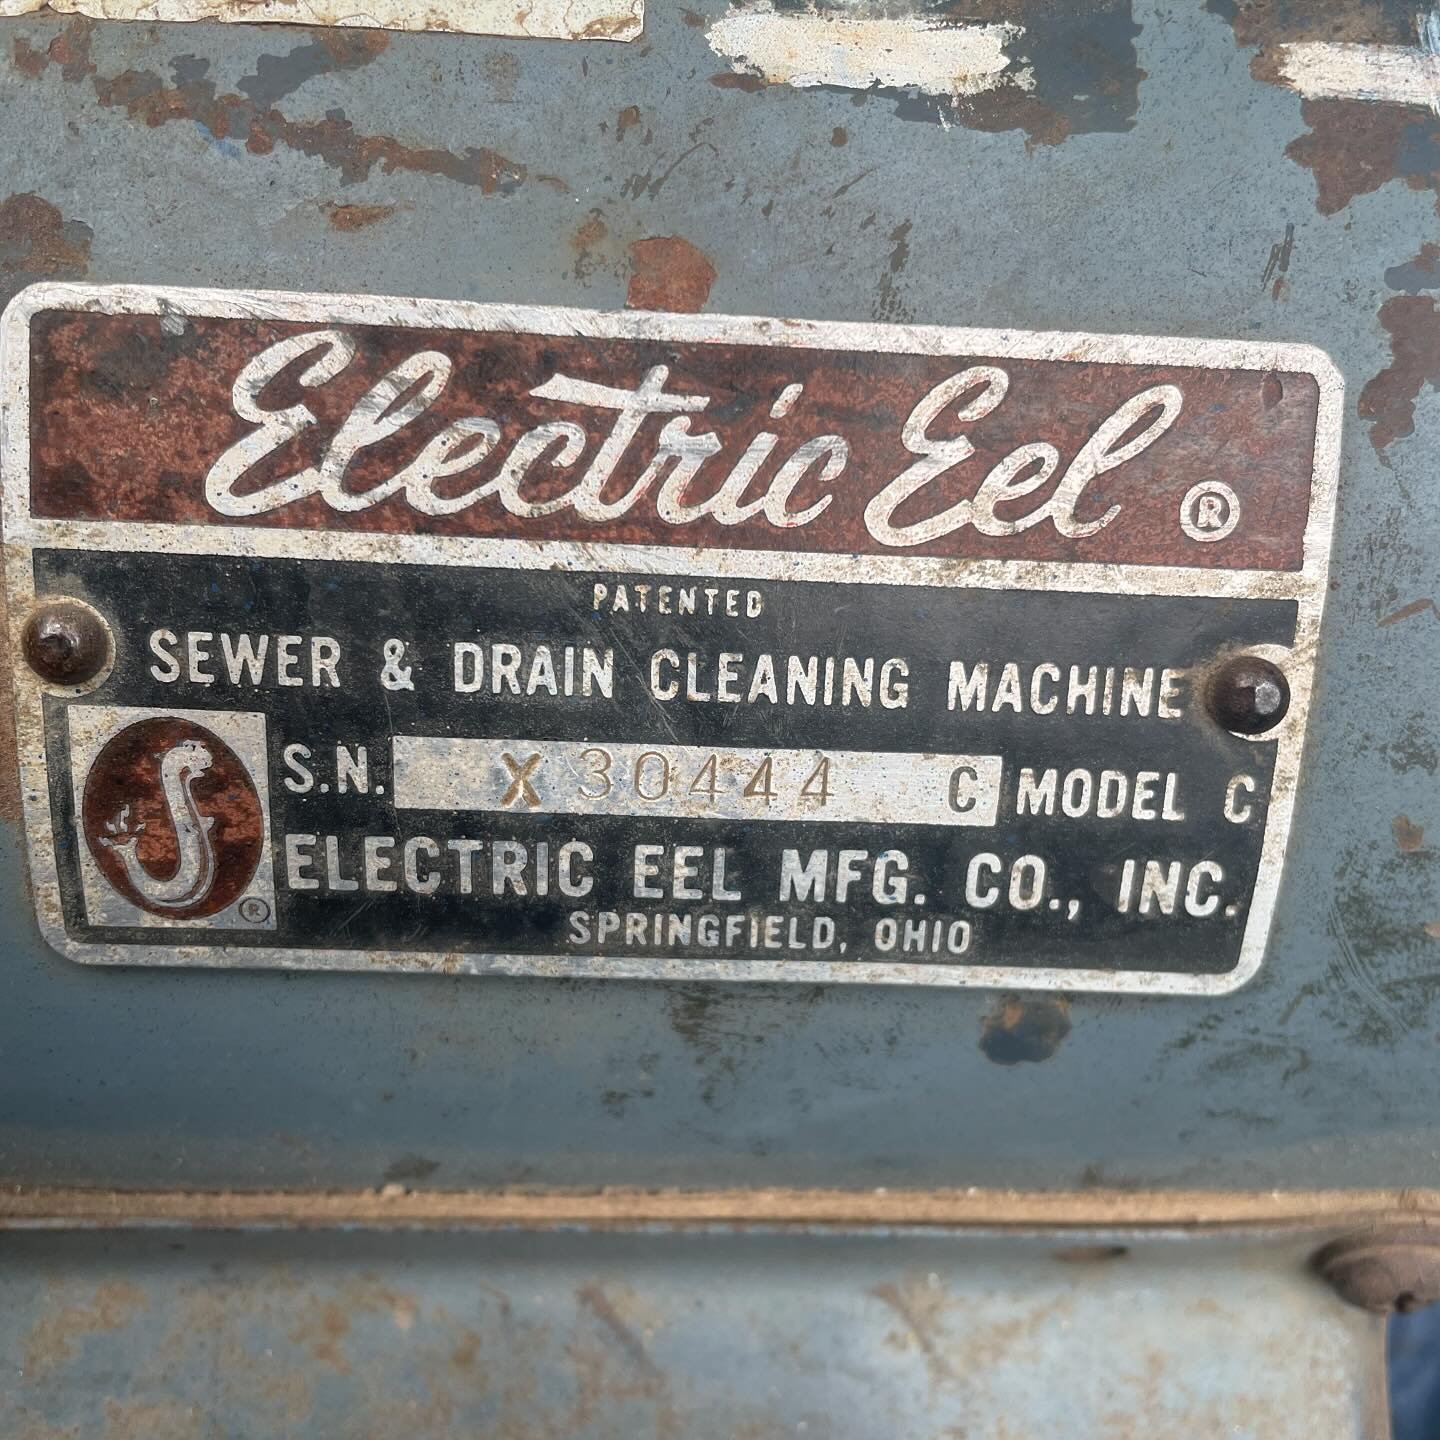 Electric Eel ®
PATENTED
SEWER & DRAIN CLEANING MACHINE
S.N. X 30444 C MODEL C
®
ELECTRIC EEL MFG. CO., INC.
SPRINGFIELD, OHIO